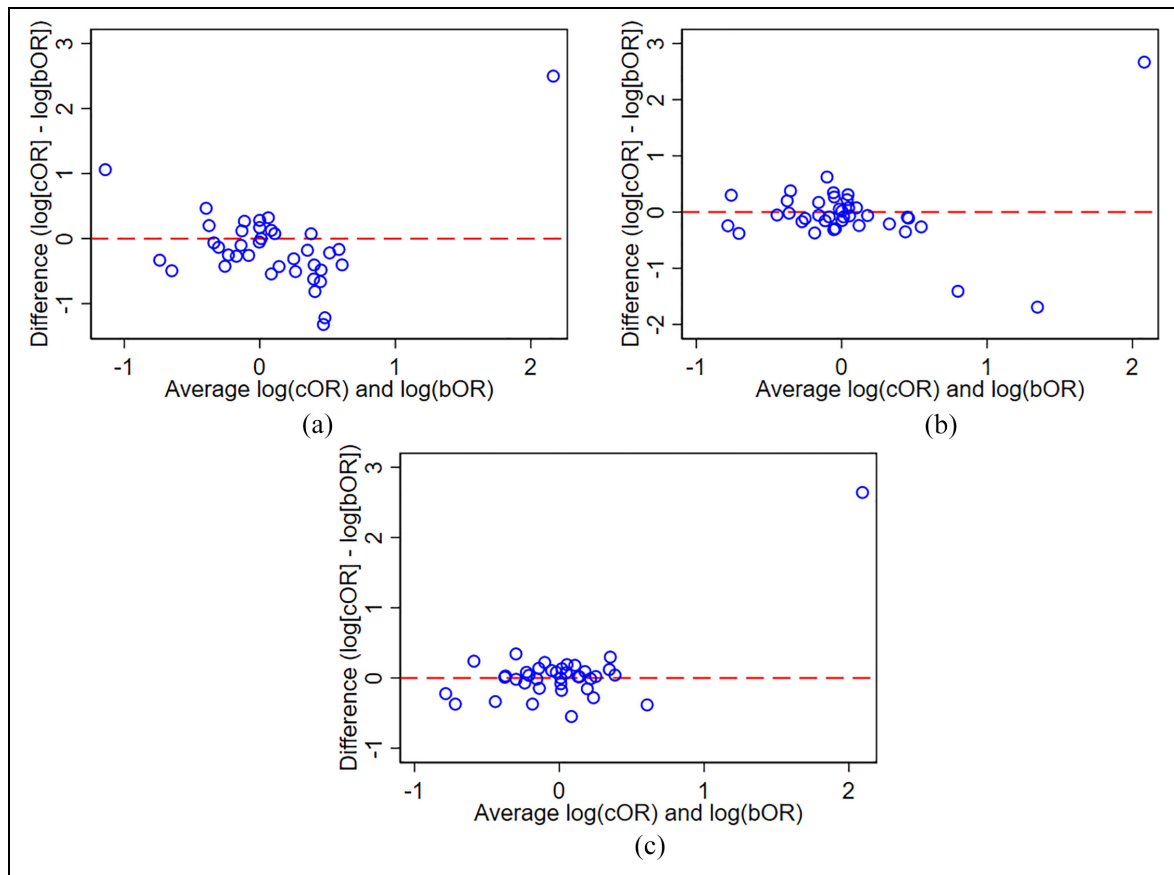 Difference (log[cOR] - log[bOR])
3
2
1
0
-1
-1 0 1 2
Average log(cOR) and log(bOR)
(a)
Difference (log[cOR] - log[bOR])
3
2
1
0
-1
-2
-1 0 1 2
Average log(cOR) and log(bOR)
(b)
Difference (log[cOR] - log[bOR])
3
2
1
0
-1
-1 0 1 2
Average log(cOR) and log(bOR)
(c)